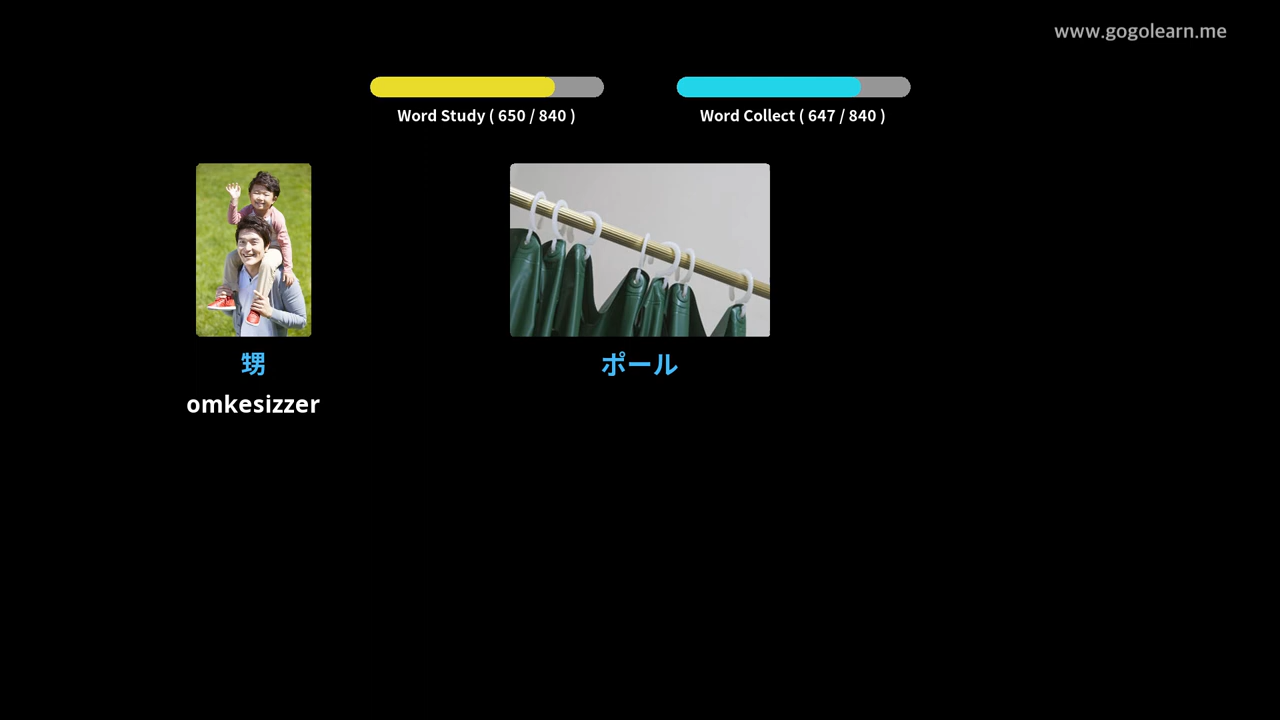 www.gogolearn.me
Word Study ( 650 / 840 )
Word Collect ( 647 / 840 )
甥
ポール
omkesizzer